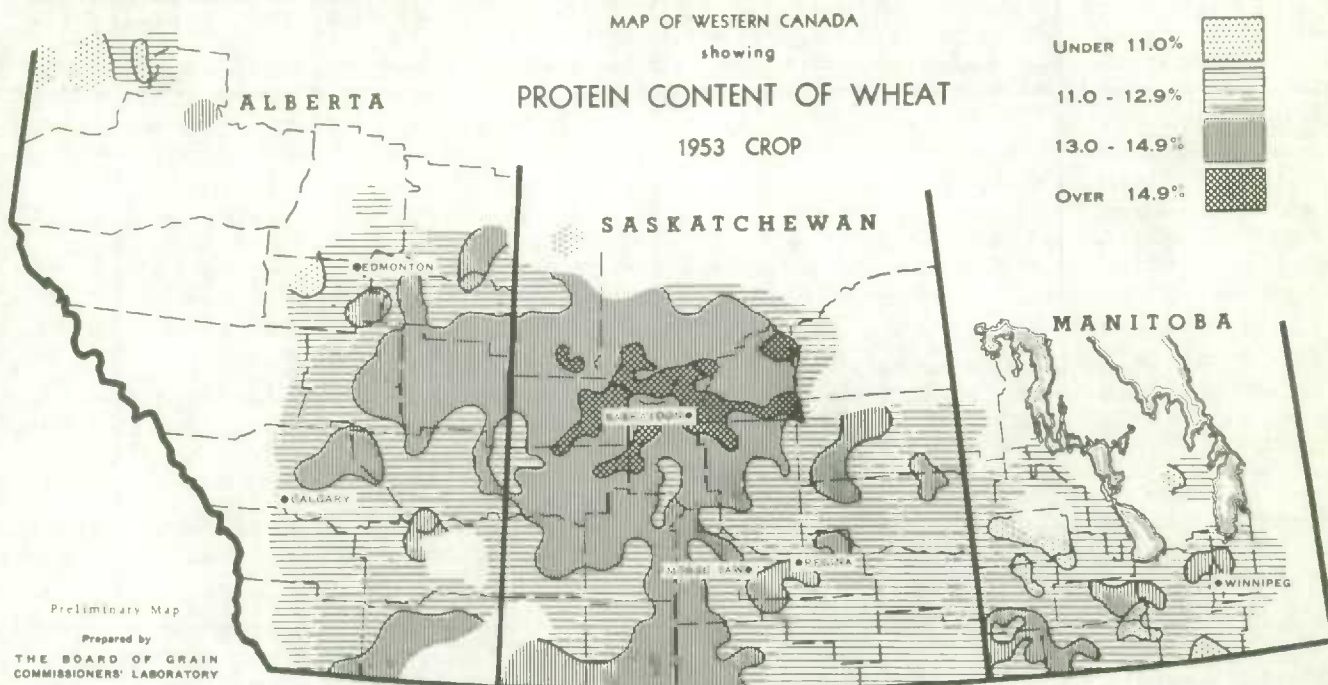 MAP OF WESTERN CANADA
showing
PROTEIN CONTENT OF WHEAT
1953 CROP
UNDER 11.0%
11.0 - 12.9%
13.0 - 14.9%
OVER 14.9%
ALBERTA
SASKATCHEWAN
MANITOBA
EDMONTON
SASKATOON
CALGARY
MOOSE JAW
REGINA
WINNIPEG
Preliminary Map
Prepared by
THE BOARD OF GRAIN
COMMISSIONERS' LABORATORY